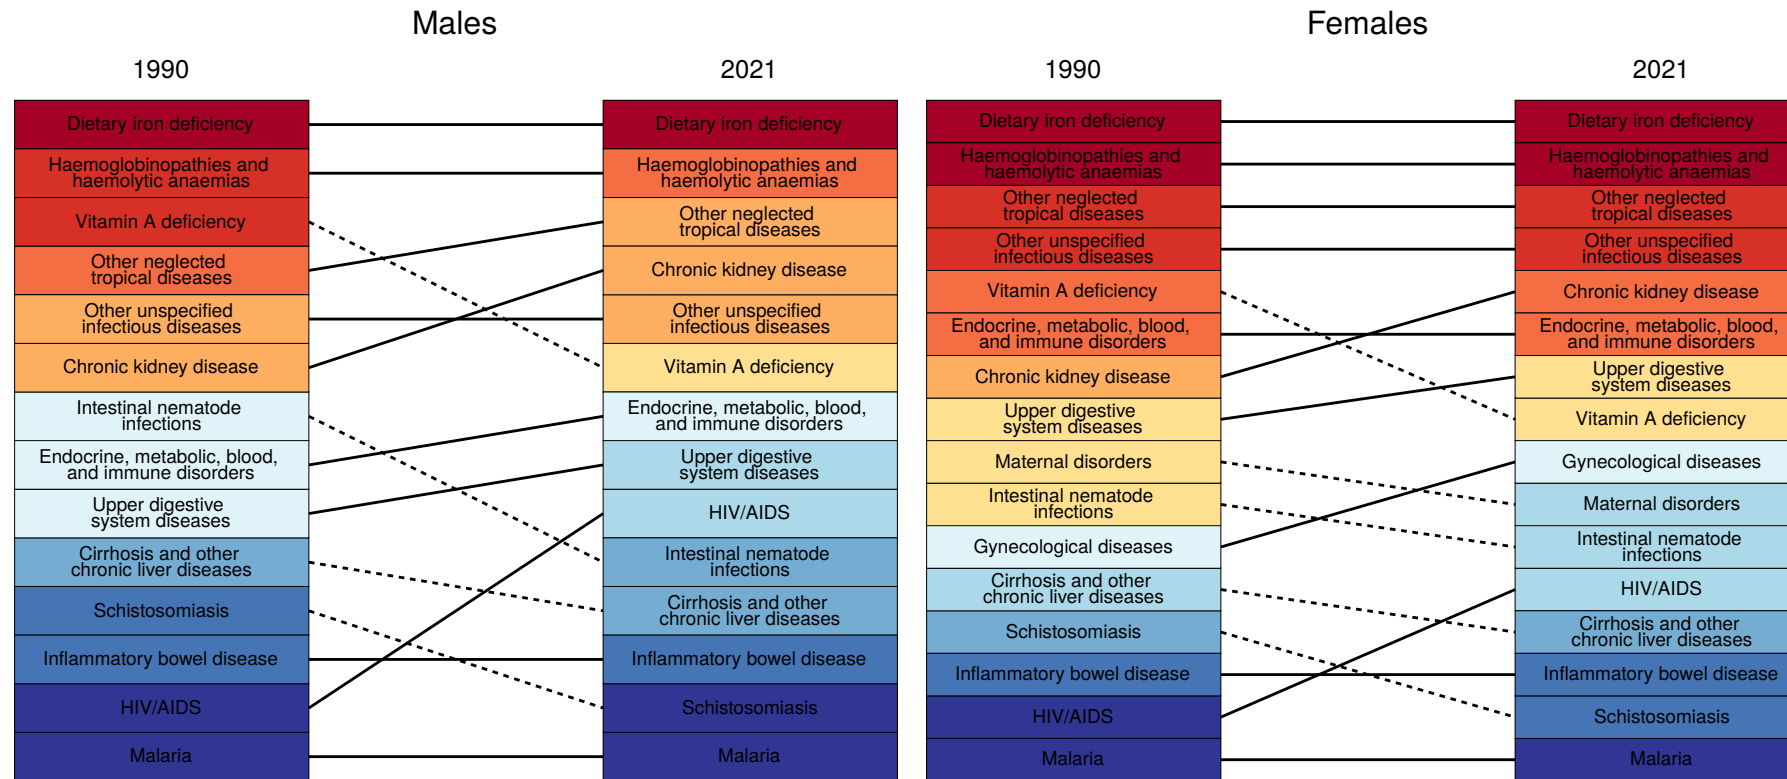 Males
1990
2021
Dietary iron deficiency
Haemoglobinopathies and
haemolytic anaemias
Vitamin A deficiency
Other neglected
tropical diseases
Other unspecified
infectious diseases
Chronic kidney disease
Intestinal nematode
infections
Endocrine, metabolic, blood,
and immune disorders
Upper digestive
system diseases
Cirrhosis and other
chronic liver diseases
Schistosomiasis
Inflammatory bowel disease
HIV/AIDS
Malaria
Dietary iron deficiency
Haemoglobinopathies and
haemolytic anaemias
Other neglected
tropical diseases
Chronic kidney disease
Other unspecified
infectious diseases
Vitamin A deficiency
Endocrine, metabolic, blood,
and immune disorders
Upper digestive
system diseases
HIV/AIDS
Intestinal nematode
infections
Cirrhosis and other
chronic liver diseases
Inflammatory bowel disease
Schistosomiasis
Malaria
Females
1990
2021
Dietary iron deficiency
Haemoglobinopathies and
haemolytic anaemias
Other neglected
tropical diseases
Other unspecified
infectious diseases
Vitamin A deficiency
Endocrine, metabolic, blood,
and immune disorders
Chronic kidney disease
Upper digestive
system diseases
Maternal disorders
Intestinal nematode
infections
Gynecological diseases
Cirrhosis and other
chronic liver diseases
Schistosomiasis
Inflammatory bowel disease
HIV/AIDS
Malaria
Dietary iron deficiency
Haemoglobinopathies and
haemolytic anaemias
Other neglected
tropical diseases
Other unspecified
infectious diseases
Chronic kidney disease
Endocrine, metabolic, blood,
and immune disorders
Upper digestive
system diseases
Vitamin A deficiency
Gynecological diseases
Maternal disorders
Intestinal nematode
infections
HIV/AIDS
Cirrhosis and other
chronic liver diseases
Inflammatory bowel disease
Schistosomiasis
Malaria